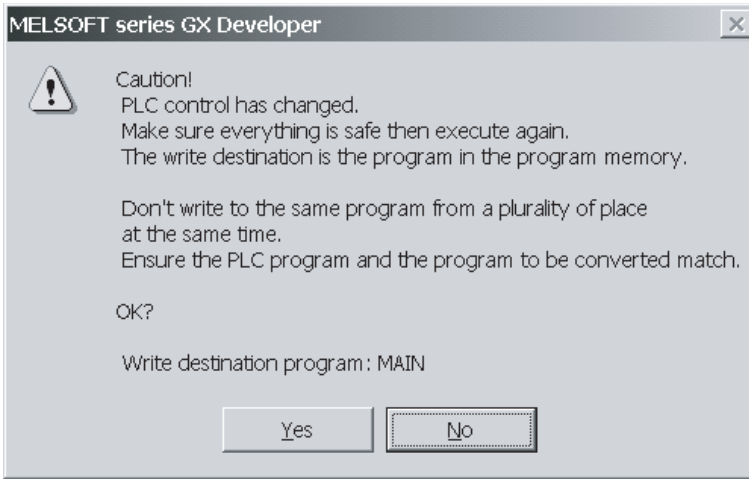 MELSOFT series GX Developer
Caution!
PLC control has changed.
Make sure everything is safe then execute again.
The write destination is the program in the program memory.
Don't write to the same program from a plurality of place
at the same time.
Ensure the PLC program and the program to be converted match.
OK?
Write destination program: MAIN
Yes
No